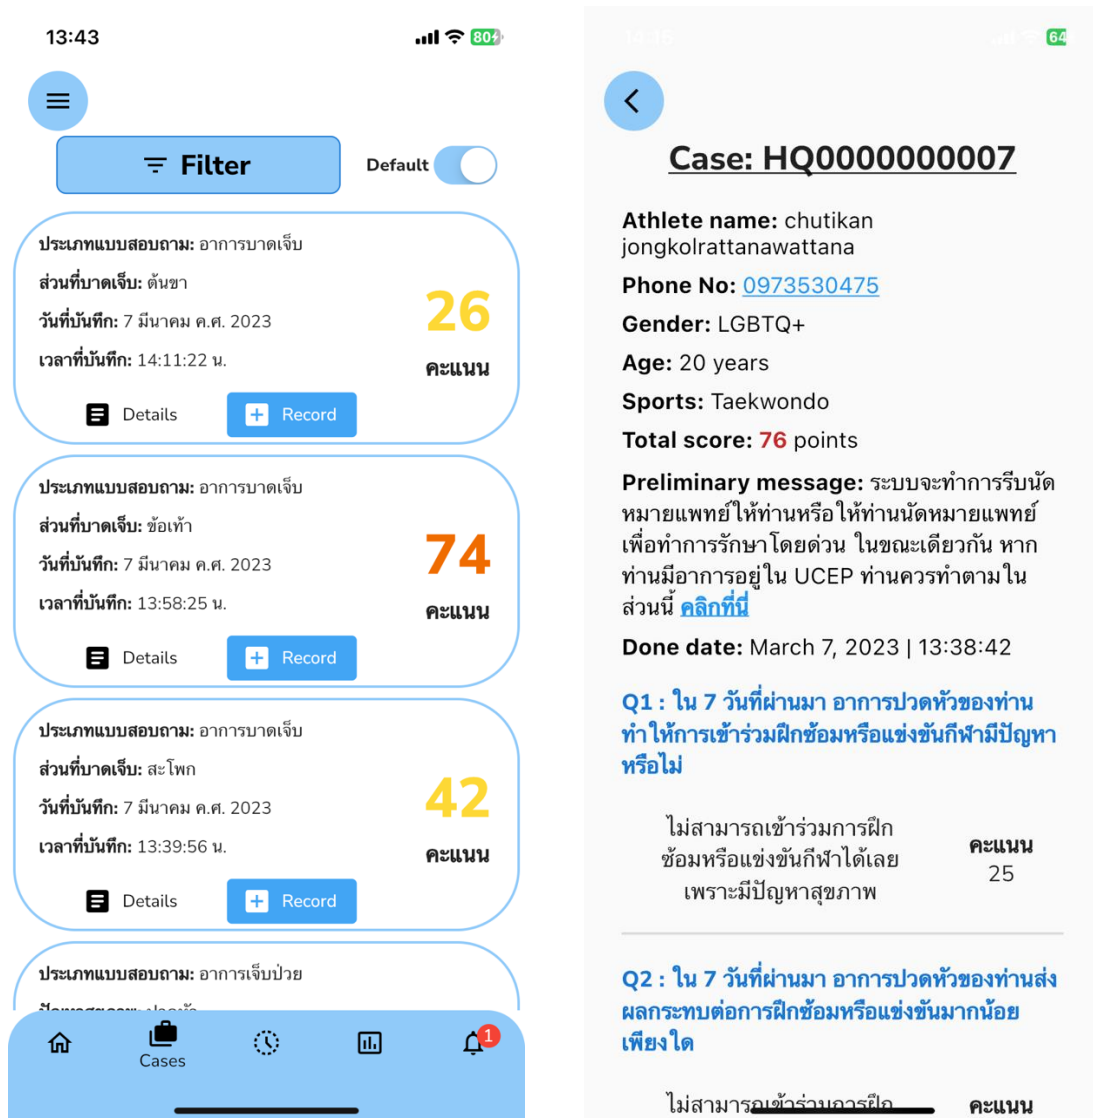 13:43
80
Filter
Default
ประเภทแบบสอบถาม: อาการบาดเจ็บ
ส่วนที่บาดเจ็บ: ต้นขา
วันที่บันทึก: 7 มีนาคม ค.ศ. 2023
เวลาที่บันทึก: 14:11:22 น.
26
คะแนน
Details
Record
ประเภทแบบสอบถาม: อาการบาดเจ็บ
ส่วนที่บาดเจ็บ: ข้อเท้า
วันที่บันทึก: 7 มีนาคม ค.ศ. 2023
เวลาที่บันทึก: 13:58:25 น.
74
คะแนน
Details
Record
ประเภทแบบสอบถาม: อาการบาดเจ็บ
ส่วนที่บาดเจ็บ: สะโพก
วันที่บันทึก: 7 มีนาคม ค.ศ. 2023
เวลาที่บันทึก: 13:39:56 น.
42
คะแนน
Details
Record
ประเภทแบบสอบถาม: อาการเจ็บป่วย
Cases
1
64
Case: HQ0000000007
Athlete name: chutikan
jongkolrattanawattana
Phone No: 0973530475
Gender: LGBTQ+
Age: 20 years
Sports: Taekwondo
Total score: 76 points
Preliminary message: ระบบจะทำการรีบนัด
หมายแพทย์ให้ท่านหรือให้ท่านนัดหมายแพทย์
เพื่อทำการรักษาโดยด่วน ในขณะเดียวกัน หาก
ท่านมีอาการอยู่ใน UCEP ท่านควรทำตามใน
ส่วนนี้ คลิกที่นี่
Done date: March 7, 2023 | 13:38:42
Q1 : ใน 7 วันที่ผ่านมา อาการปวดหัวของท่าน
ทำให้การเข้าร่วมฝึกซ้อมหรือแข่งขันกีฬามีปัญหา
หรือไม่
ไม่สามารถเข้าร่วมการฝึก
ซ้อมหรือแข่งขันกีฬาได้เลย
เพราะมีปัญหาสุขภาพ
คะแนน
25
Q2 : ใน 7 วันที่ผ่านมา อาการปวดหัวของท่านส่ง
ผลกระทบต่อการฝึกซ้อมหรือแข่งขันมากน้อย
เพียงใด
ไม่สามารถเข้าร่วมการฝึก
คะแนน